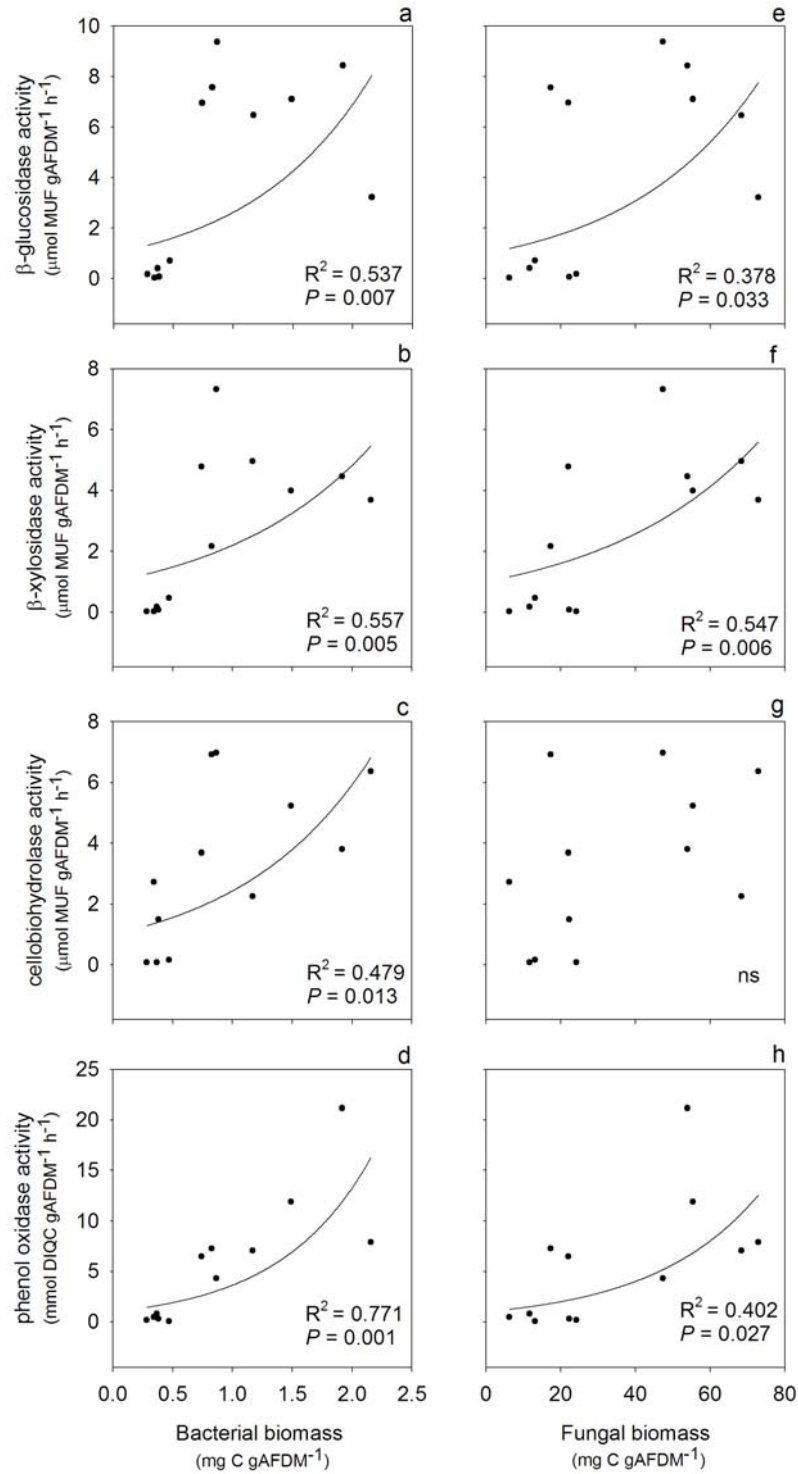 a
10
8
6
4
2
0
β-glucosidase activity
(μmol MUF gAFDM⁻¹ h⁻¹)
R² = 0.537
P = 0.007
e
R² = 0.378
P = 0.033
b
8
6
4
2
0
β-xylosidase activity
(μmol MUF gAFDM⁻¹ h⁻¹)
R² = 0.557
P = 0.005
f
R² = 0.547
P = 0.006
c
8
6
4
2
0
cellobiohydrolase activity
(μmol MUF gAFDM⁻¹ h⁻¹)
R² = 0.479
P = 0.013
g
ns
d
25
20
15
10
5
0
phenol oxidase activity
(mmol DIQC gAFDM⁻¹ h⁻¹)
R² = 0.771
P = 0.001
0.0 0.5 1.0 1.5 2.0 2.5
Bacterial biomass
(mg C gAFDM⁻¹)
h
R² = 0.402
P = 0.027
0 20 40 60 80
Fungal biomass
(mg C gAFDM⁻¹)